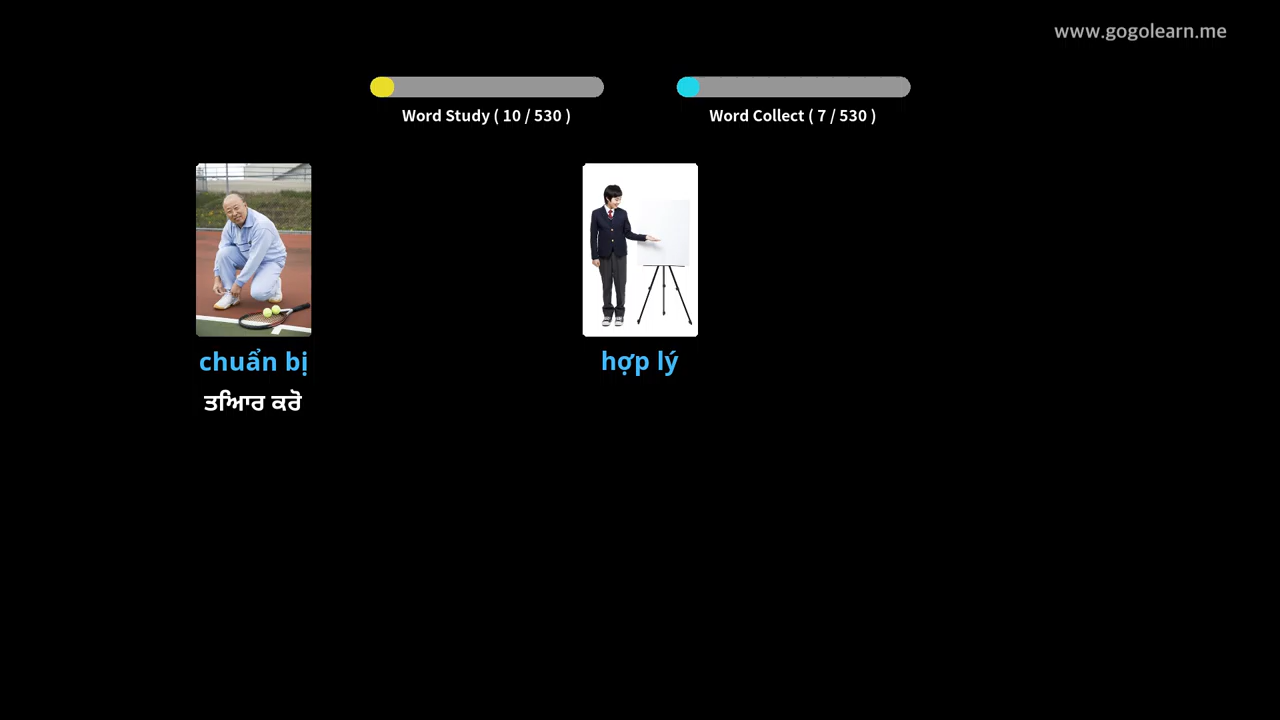 www.gogolearn.me
Word Study ( 10 / 530 )
Word Collect ( 7 / 530 )
chuẩn bị
ਤਿਆਰ ਕਰੋ
hợp lý